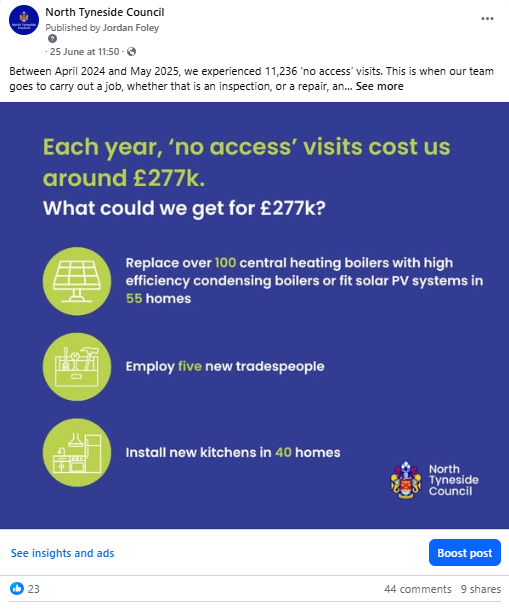 North Tyneside Council
Published by Jordan Foley
· 25 June at 11:50 ·
Between April 2024 and May 2025, we experienced 11,236 ‘no access’ visits. This is when our team
goes to carry out a job, whether that is an inspection, or a repair, an... See more
Each year, ‘no access’ visits cost us
around £277k.
What could we get for £277k?
Replace over 100 central heating boilers with high
efficiency condensing boilers or fit solar PV systems in
55 homes
Employ five new tradespeople
Install new kitchens in 40 homes
North
Tyneside
Council
See insights and ads
Boost post
23
44 comments 9 shares